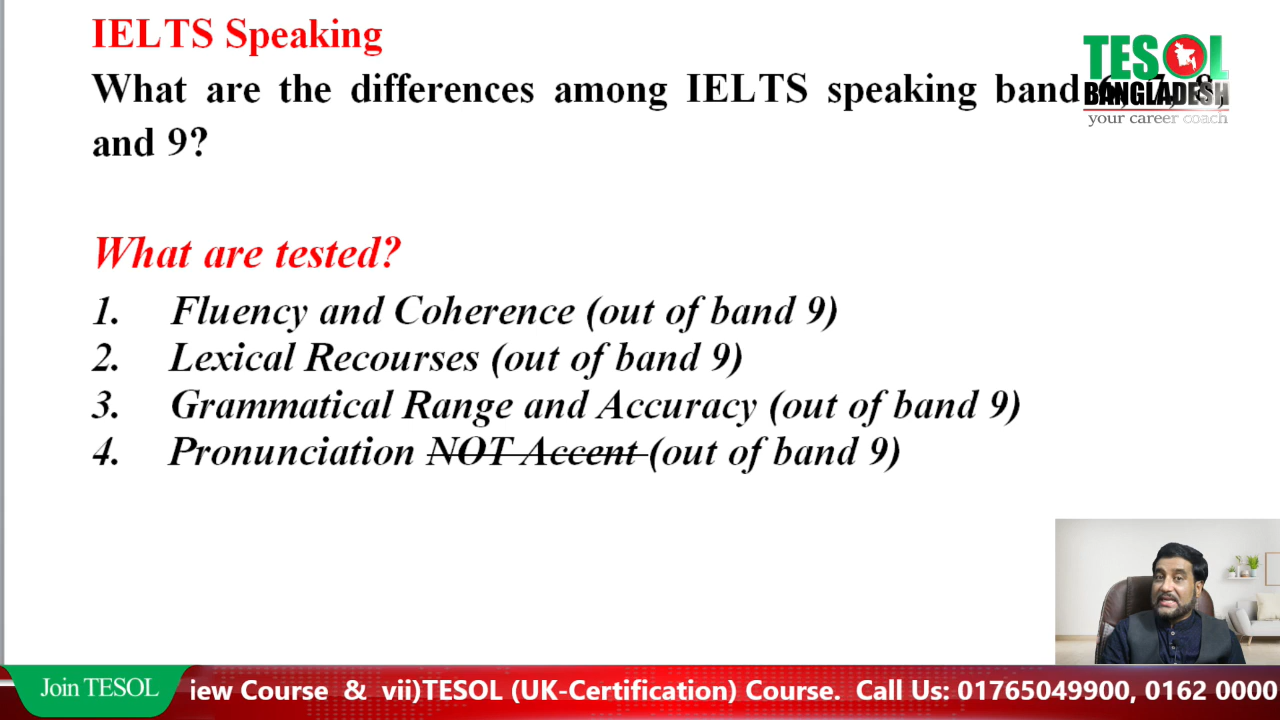 IELTS Speaking
What are the differences among IELTS speaking band 6, 7, 8,
and 9?
TESOL
BANGLADESH
your career coach
What are tested?
1. Fluency and Coherence (out of band 9)
2. Lexical Recourses (out of band 9)
3. Grammatical Range and Accuracy (out of band 9)
4. Pronunciation NOT Accent (out of band 9)
Join TESOL
iew Course & vii)TESOL (UK-Certification) Course. Call Us: 01765049900, 0162 0000